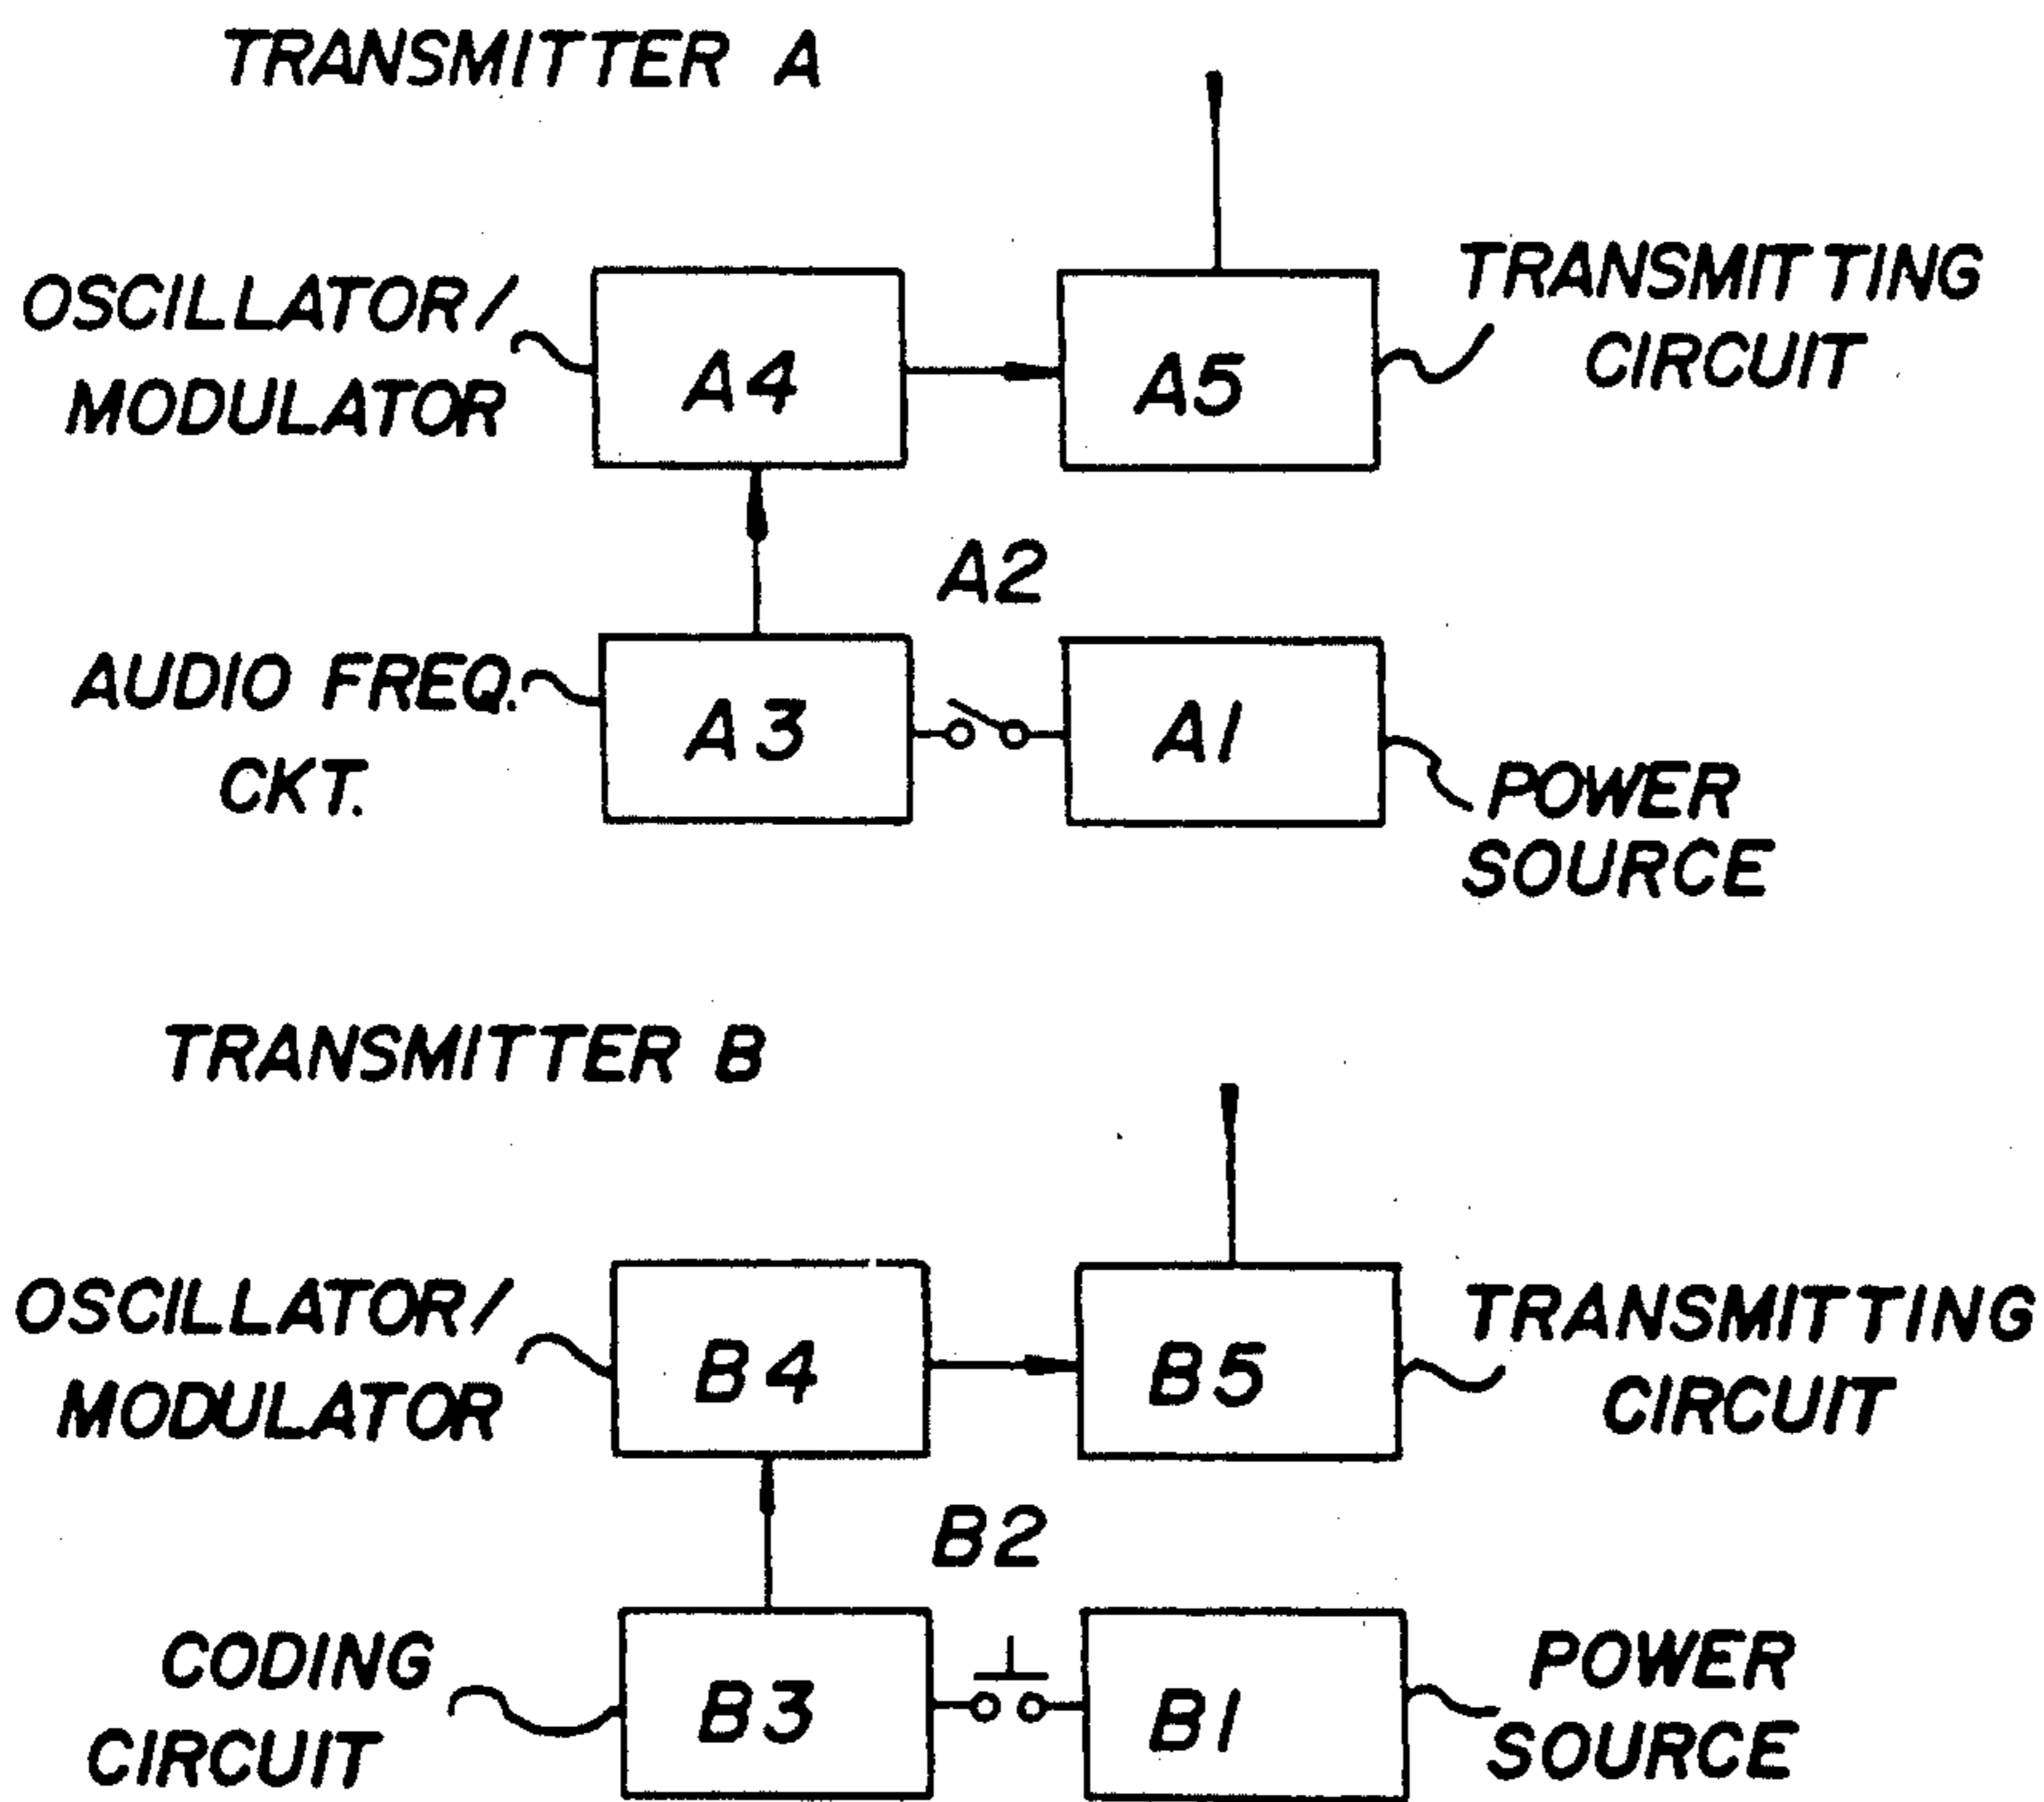 TRANSMITTER A
OSCILLATOR/
MODULATOR
A4
A5
TRANSMITTING
CIRCUIT
A2
AUDIO FREQ.
CKT.
A3
A1
POWER
SOURCE
TRANSMITTER B
OSCILLATOR/
MODULATOR
B4
B5
TRANSMITTING
CIRCUIT
B2
CODING
CIRCUIT
B3
B1
POWER
SOURCE